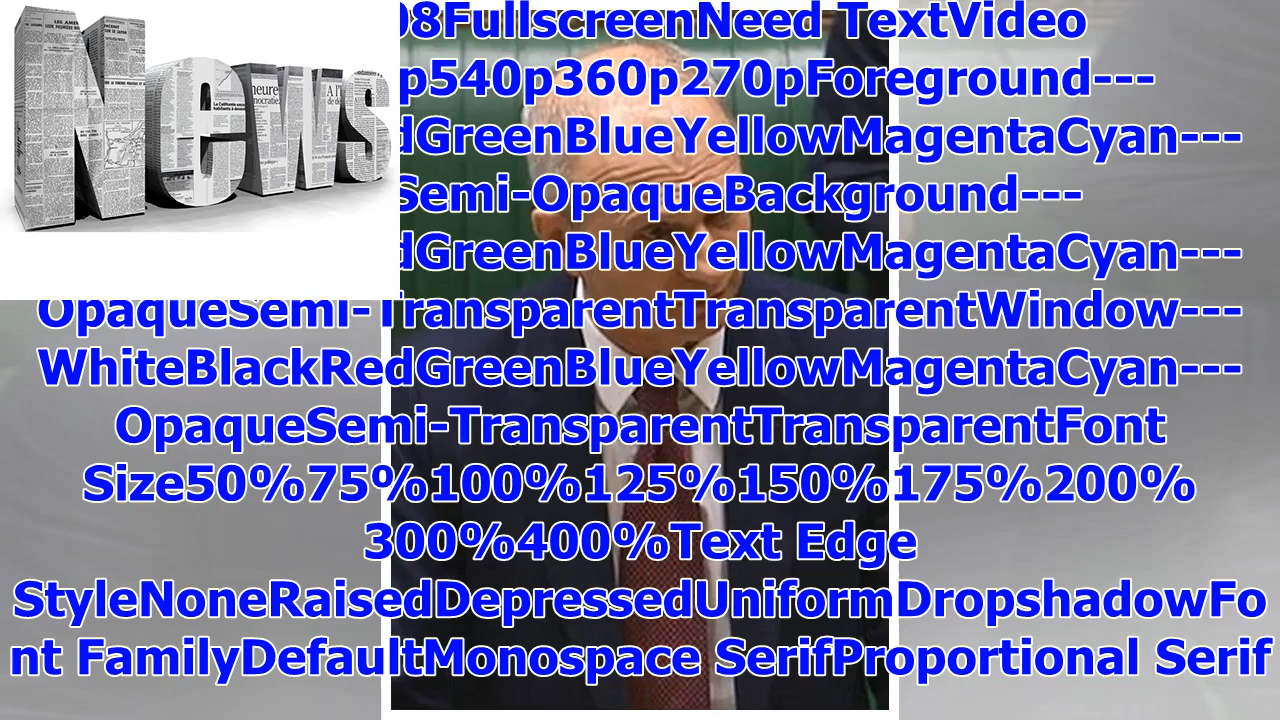 News
08FullscreenNeed TextVideo
p540p360p270pForeground---
dGreenBlueYellowMagentaCyan---
Semi-OpaqueBackground---
dGreenBlueYellowMagentaCyan---
OpaqueSemi-TransparentTransparentWindow---
WhiteBlackRedGreenBlueYellowMagentaCyan---
OpaqueSemi-TransparentTransparentFont
Size50%75%100%125%150%175%200%
300%400%Text Edge
StyleNoneRaisedDepressedUniformDropshadowFo
nt FamilyDefaultMonospace SerifProportional Serif